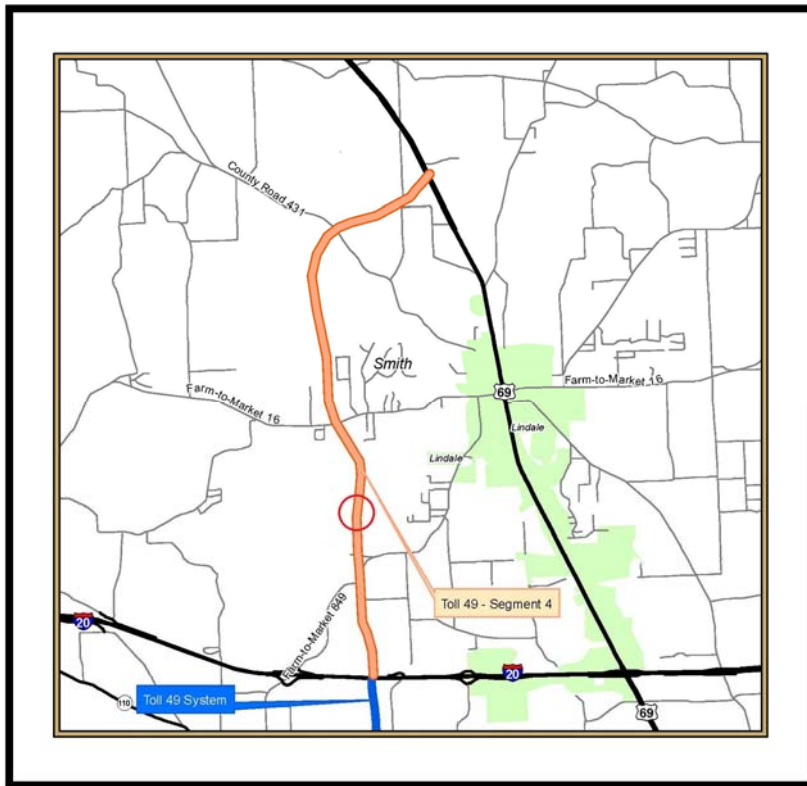 County Road 431
Smith
Farm-to-Market 16
Farm-to-Market 16
69
Lindale
Lindale
Toll 49 - Segment 4
Farm-to-Market 849
20
20
110
Toll 49 System
69